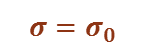 σ = σ₀